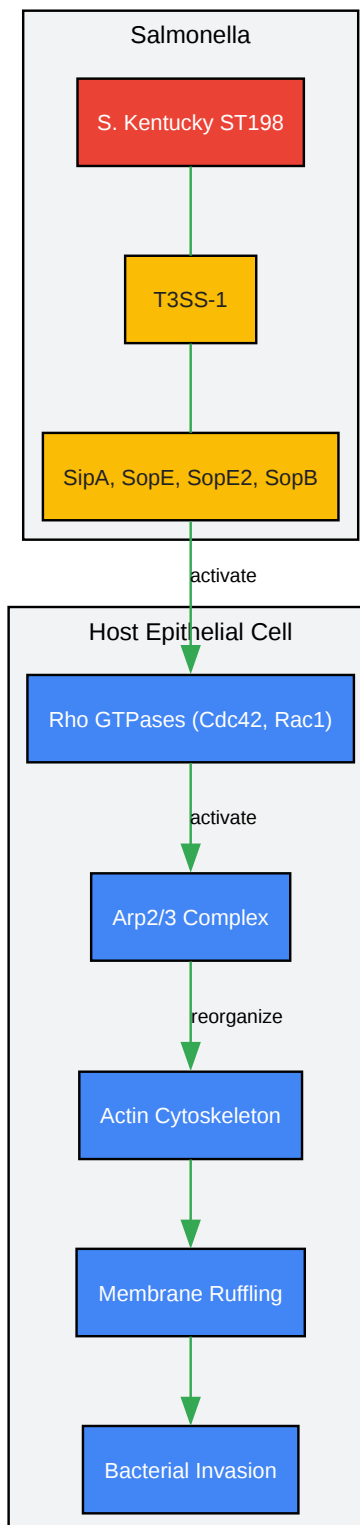 Salmonella
S. Kentucky ST198
T3SS-1
SipA, SopE, SopE2, SopB
activate
Host Epithelial Cell
Rho GTPases (Cdc42, Rac1)
activate
Arp2/3 Complex
reorganize
Actin Cytoskeleton
Membrane Ruffling
Bacterial Invasion